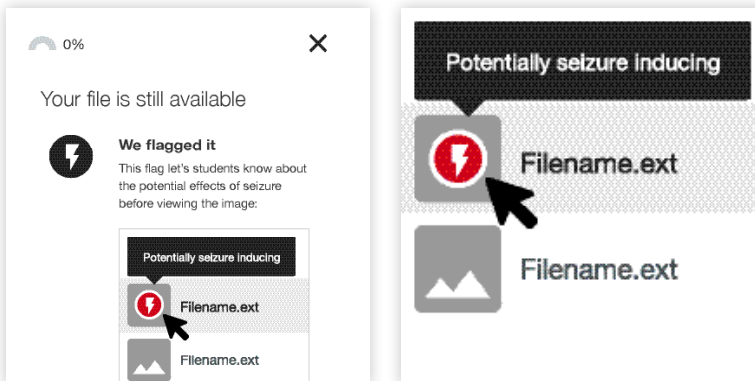 0%
Your file is still available
We flagged it
This flag let's students know about
the potential effects of seizure
before viewing the image:
Potentially seizure inducing
Filename.ext
Filename.ext
Potentially seizure inducing
Filename.ext
Filename.ext